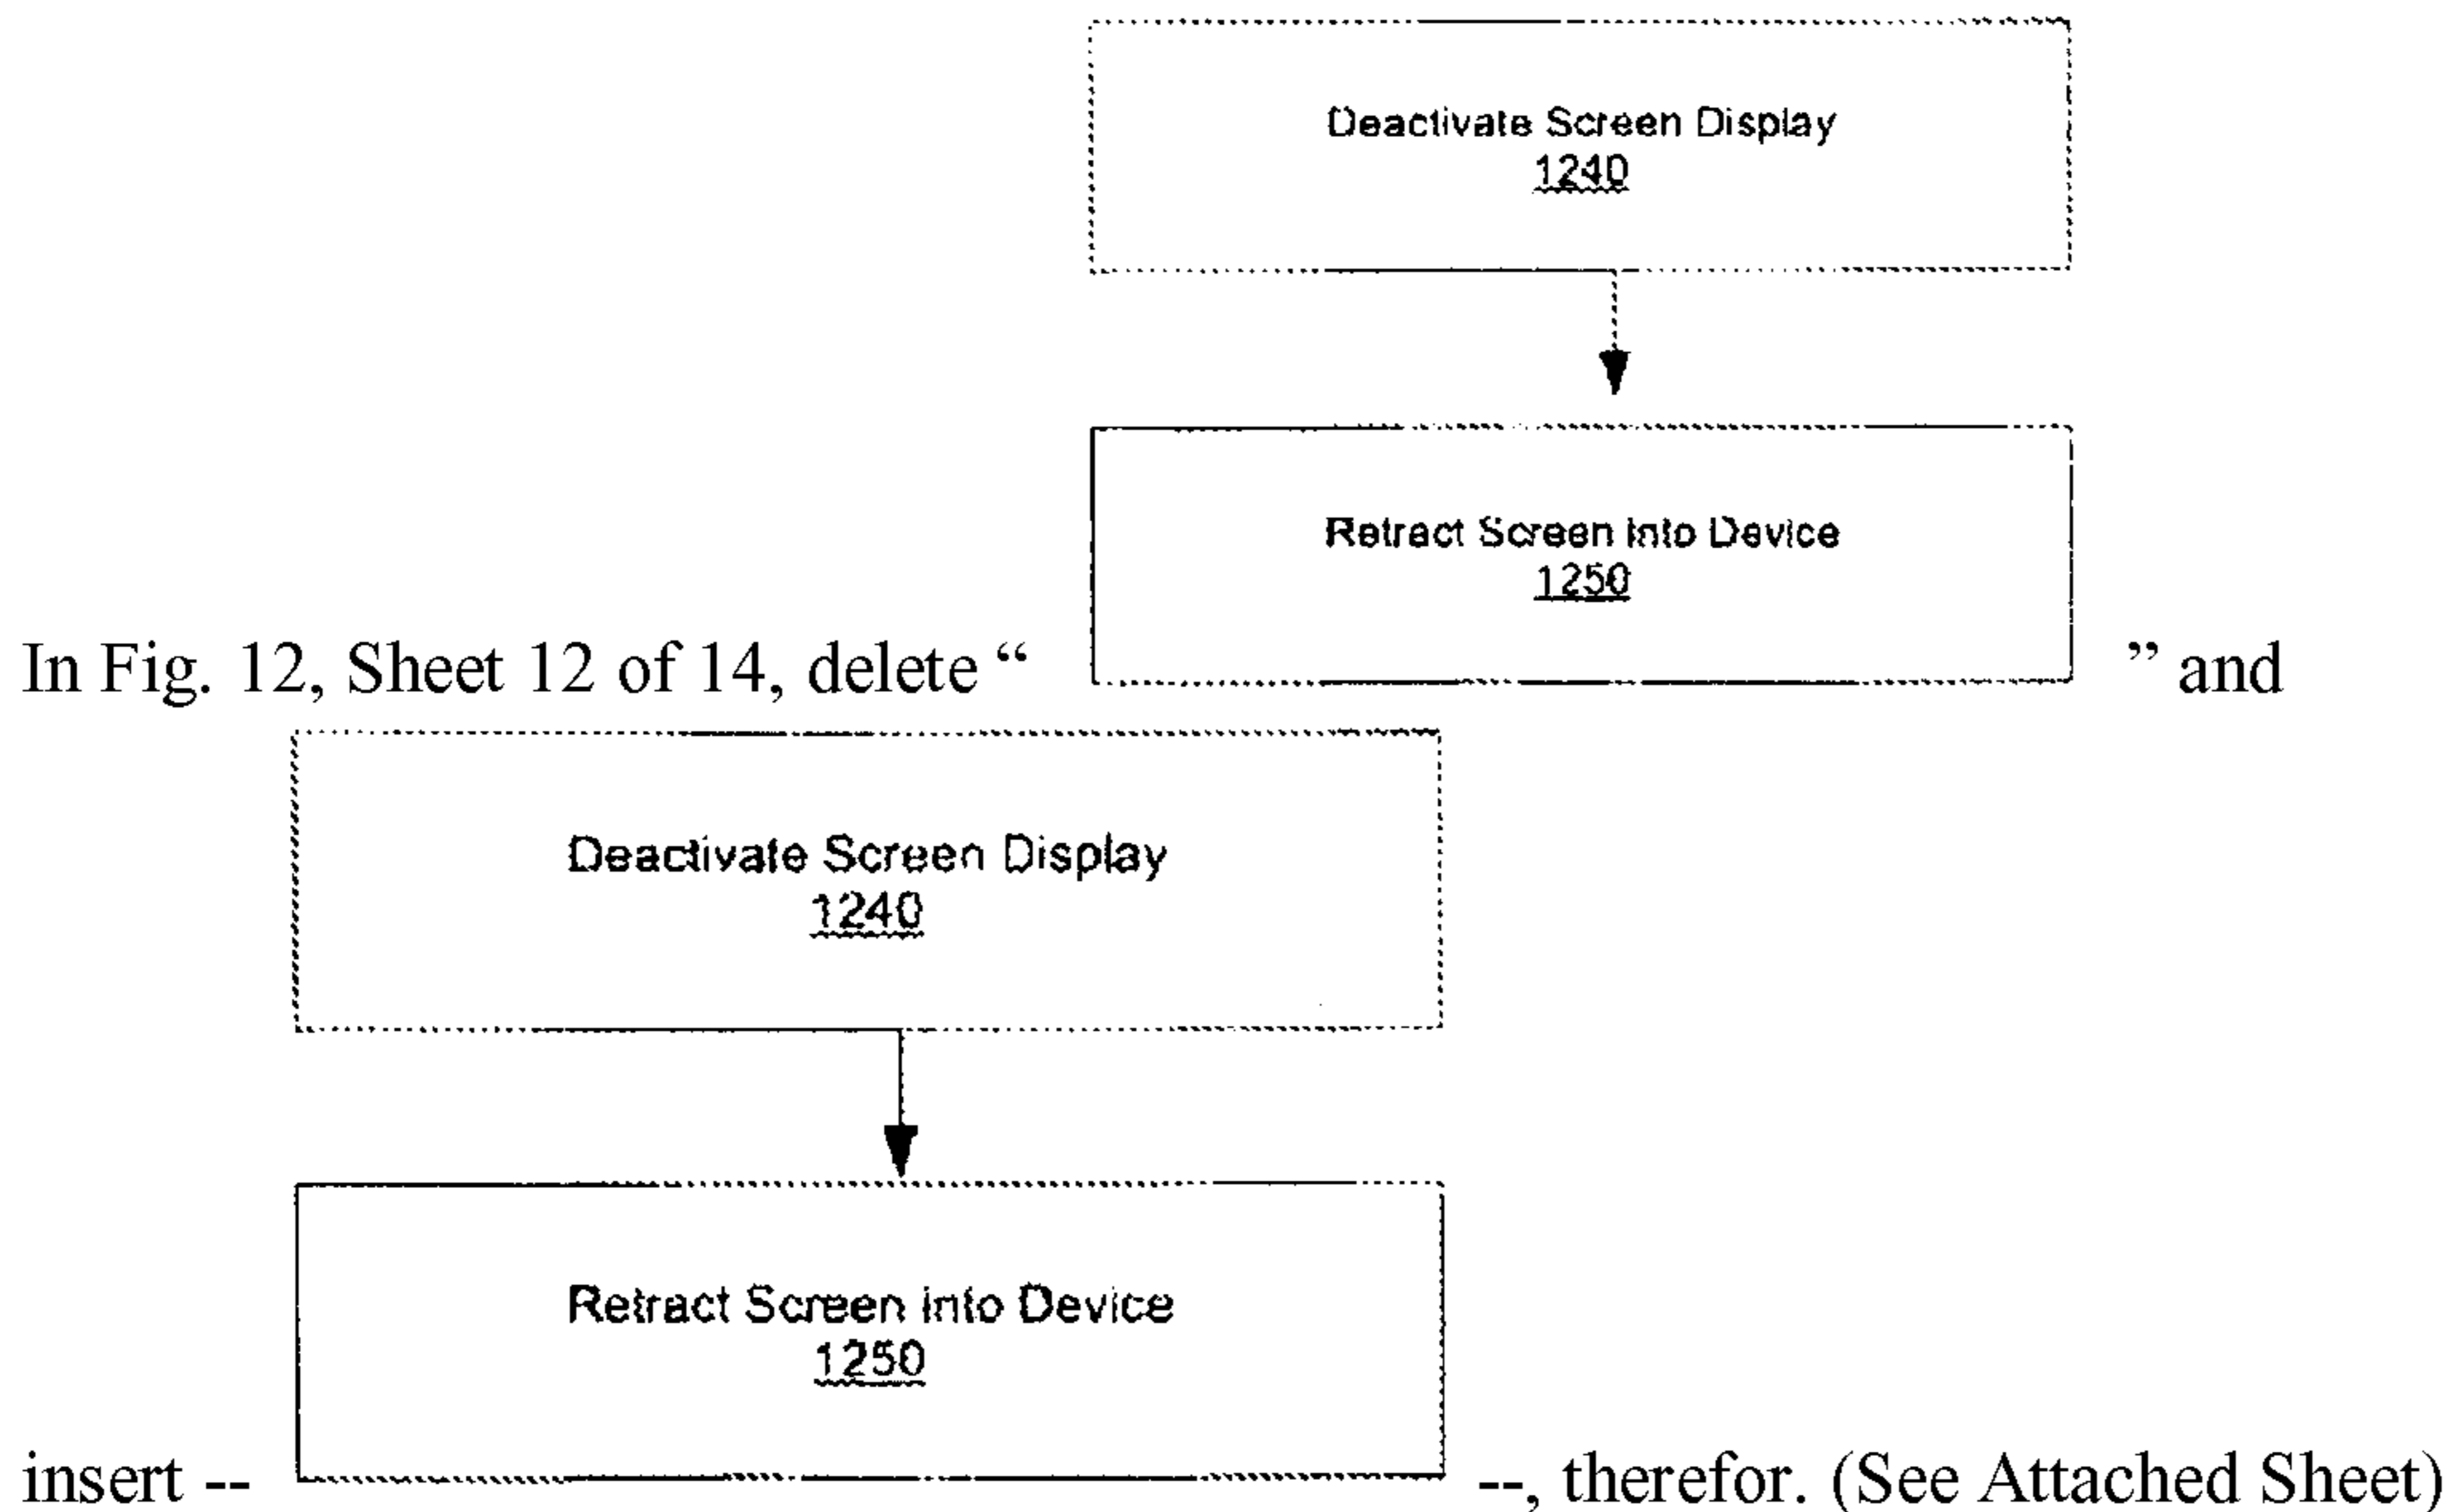 Deactivate Screen Display
1240
Retract Screen Into Device
1250
In Fig. 12, Sheet 12 of 14, delete “ ” and
Deactivate Screen Display
1240
Retract Screen into Device
1250
insert -- --, therefor. (See Attached Sheet)